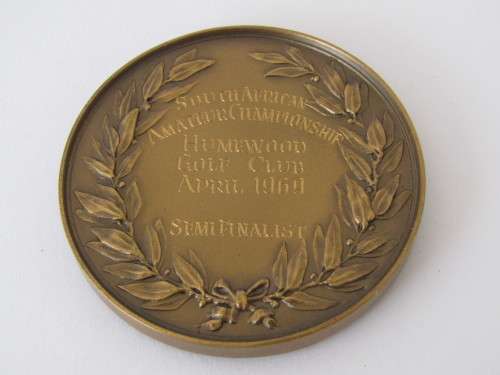 South African
Amateur Championship
Humewood
Golf Club
April 1969
Semi Finalist